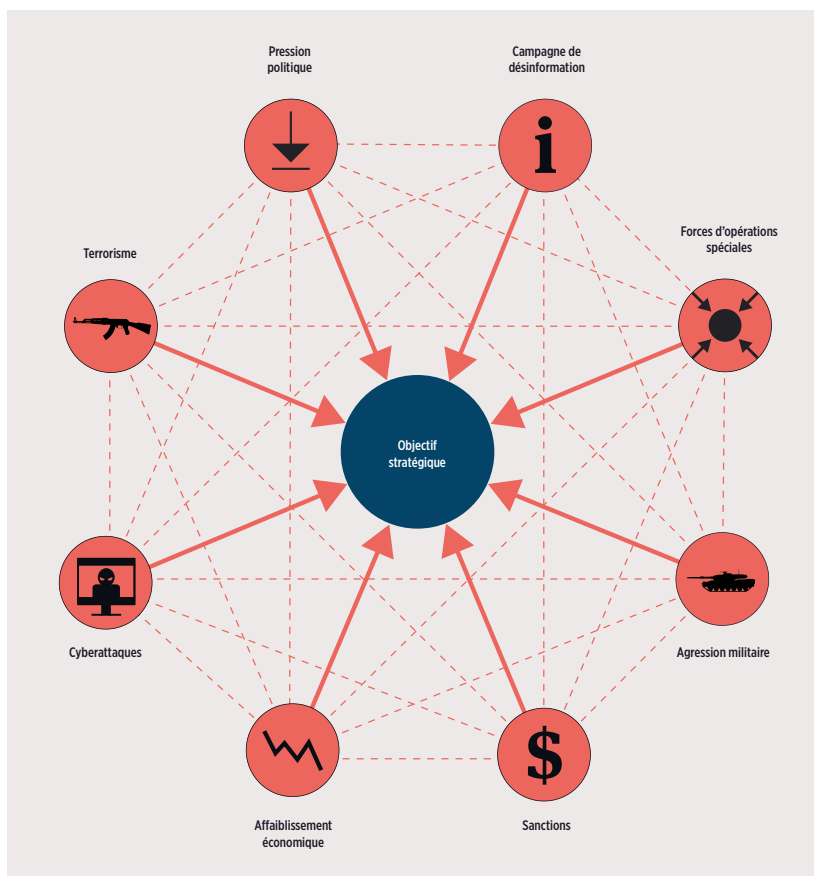 Pression
politique
Campagne de
désinformation
Forces d’opérations
spéciales
Terrorisme
i
Objectif
stratégique
Cyberattaques
Agression militaire
$
Affaiblissement
économique
Sanctions